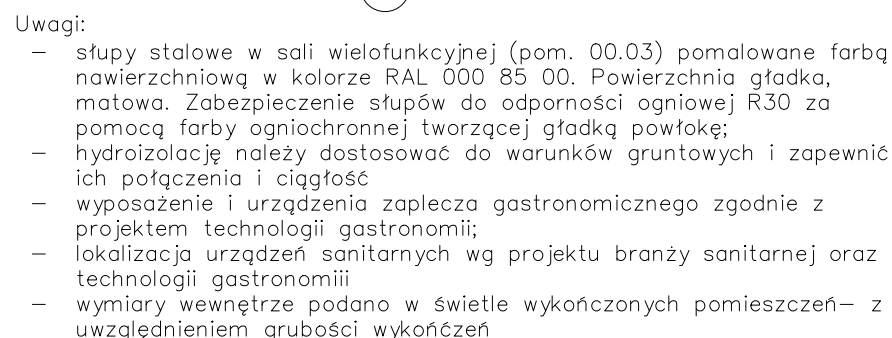 Uwagi:
– słupy stalowe w sali wielofunkcyjnej (pom. 00.03) pomalowane farbą
nawierzchniową w kolorze RAL 000 85 00. Powierzchnia gładka,
matowa. Zabezpieczenie słupów do odporności ogniowej R30 za
pomocą farby ogniochronnej tworzącej gładką powłokę;
– hydroizolację należy dostosować do warunków gruntowych i zapewnić
ich połączenia i ciągłość
– wyposażenie i urządzenia zaplecza gastronomicznego zgodnie z
projektem technologii gastronomii;
– lokalizacja urządzeń sanitarnych wg projektu branży sanitarnej oraz
technologii gastronomiii
– wymiary wewnętrze podano w świetle wykończonych pomieszczeń– z
uwzględnieniem grubości wykońćzeń